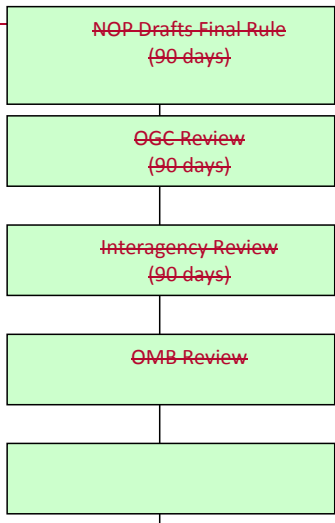 NOP Drafts Final Rule
(90 days)
OGC Review
(90 days)
Interagency Review
(90 days)
OMB Review